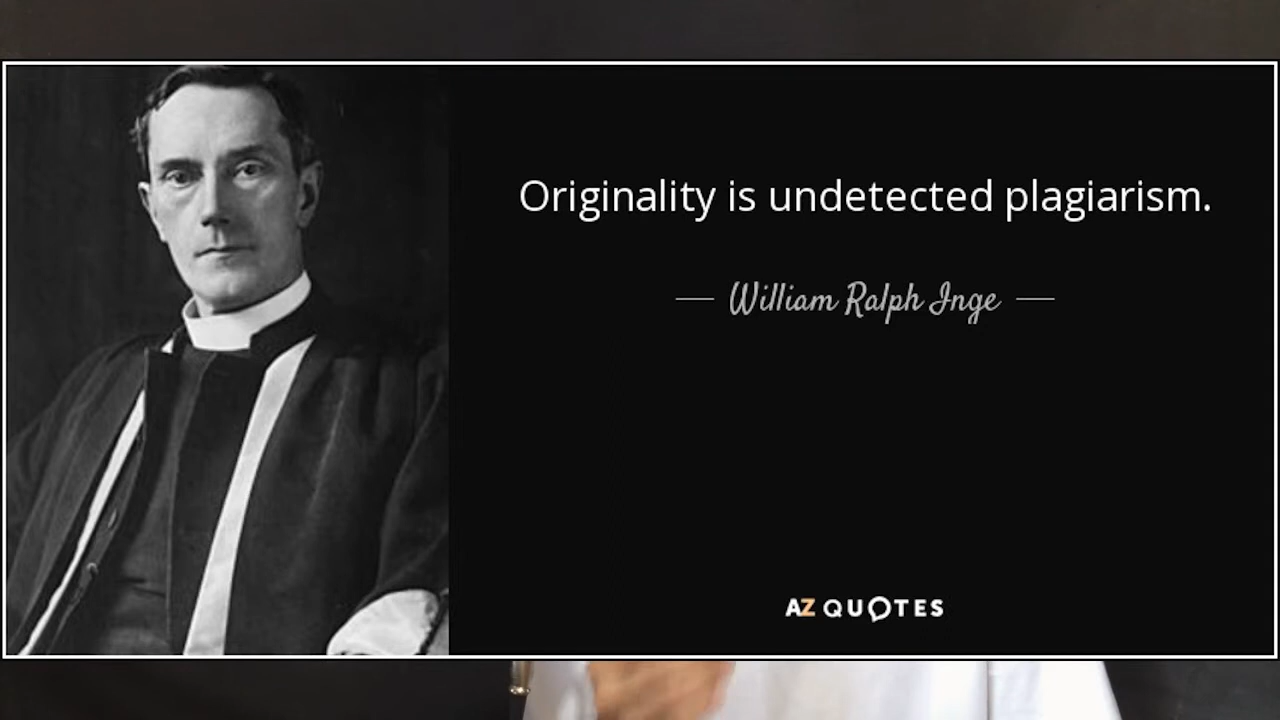 Originality is undetected plagiarism.
— William Ralph Inge —
AZ QUOTES